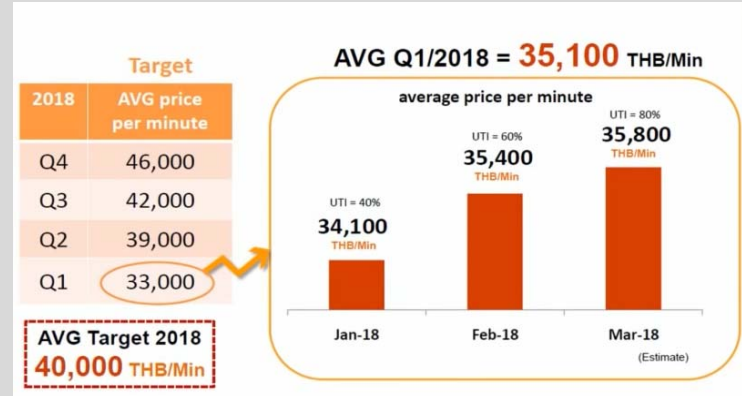 AVG Q1/2018 = 35,100 THB/Min
Target
2018 AVG price per minute
Q4 46,000
Q3 42,000
Q2 39,000
Q1 33,000
AVG Target 2018
40,000 THB/Min
average price per minute
UTI = 40%
34,100
THB/Min
UTI = 60%
35,400
THB/Min
UTI = 80%
35,800
THB/Min
Jan-18 Feb-18 Mar-18
(Estimate)